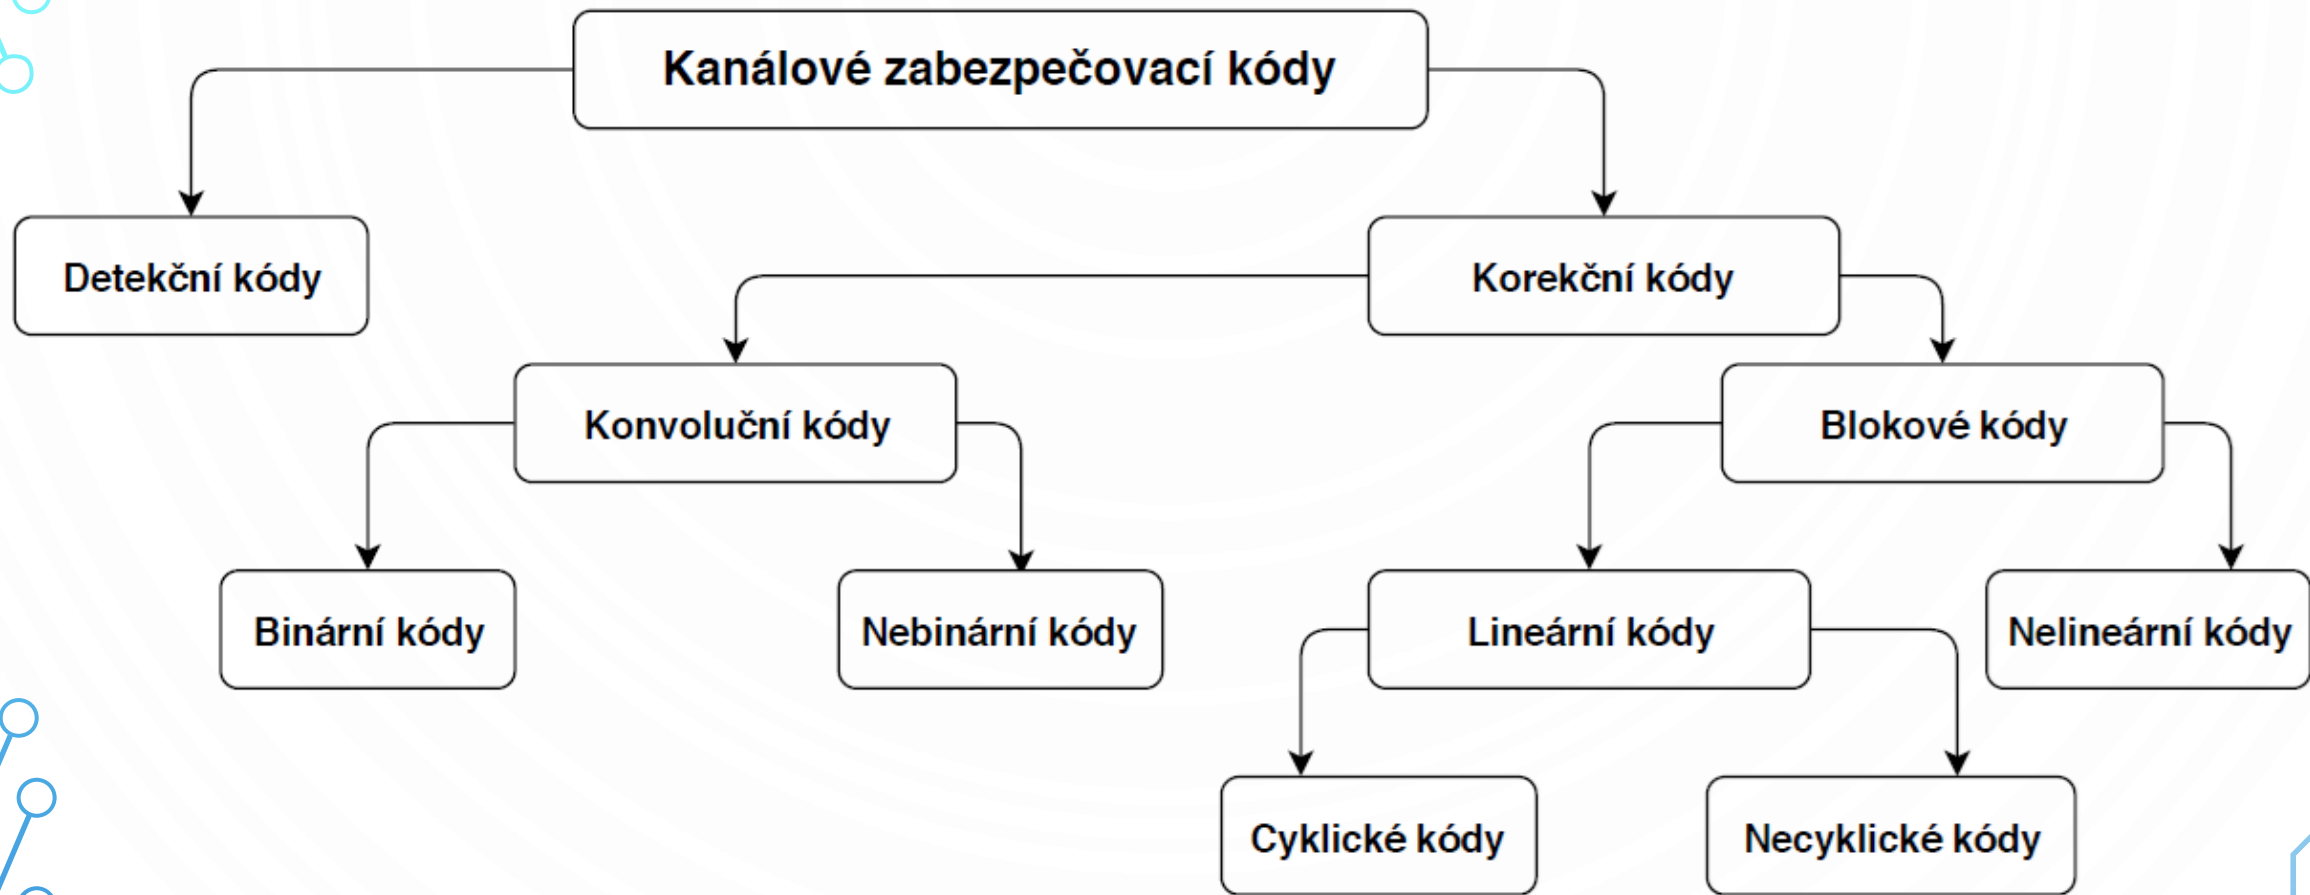 Kanálové zabezpečovací kódy
Detekční kódy
Korekční kódy
Konvoluční kódy
Blokové kódy
Binární kódy
Nebinární kódy
Lineární kódy
Nelineární kódy
Cyklické kódy
Necyklické kódy